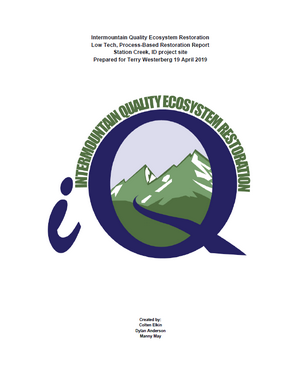 Intermountain Quality Ecosystem Restoration
Low Tech, Process-Based Restoration Report
Station Creek, ID project site
Prepared for Terry Westerberg 19 April 2019
INTERMOUNTAIN QUALITY ECOSYSTEM RESTORATION
iQ
Created by:
Collen Elkin
Dylan Anderson
Manny May